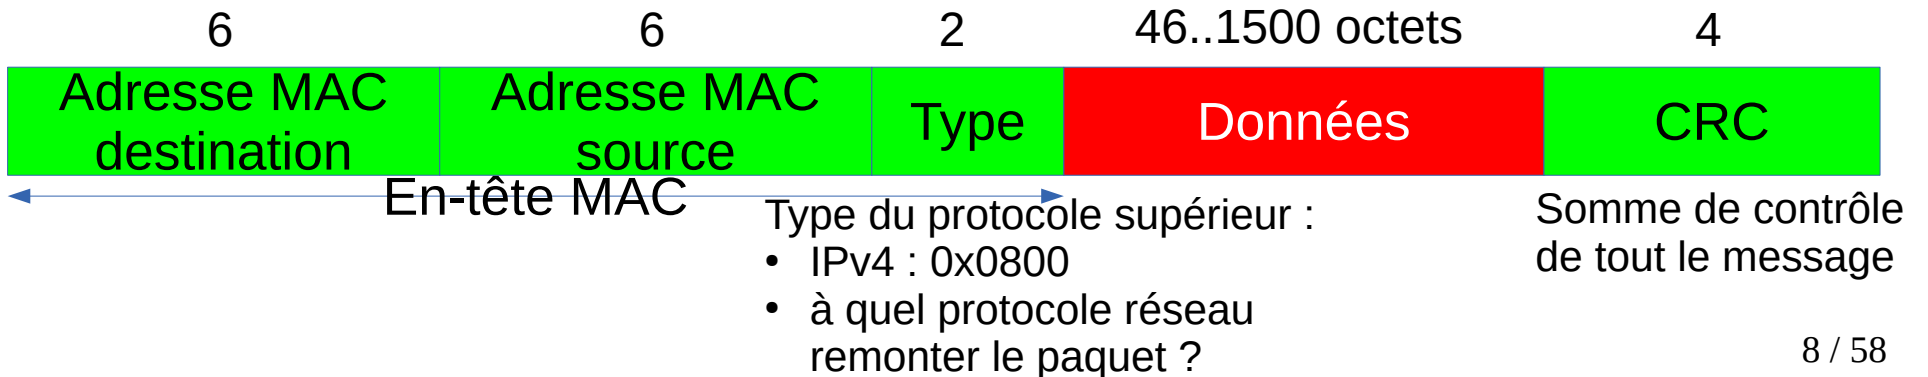 6 6 2 46..1500 octets 4
Adresse MAC Adresse MAC
destination source Type Données CRC
En-tête MAC
Type du protocole supérieur :
• IPv4 : 0x0800
• à quel protocole réseau
remonter le paquet ?
Somme de contrôle
de tout le message
8 / 58